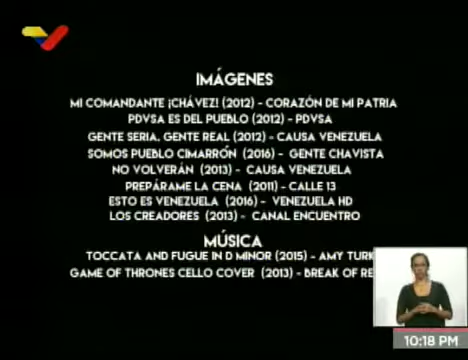 IMÁGENES
MI COMANDANTE ¡CHÁVEZ! (2012) - CORAZÓN DE MI PATRIA
PDVSA ES DEL PUEBLO (2012) - PDVSA
GENTE SERIA, GENTE REAL (2012) - CAUSA VENEZUELA
SOMOS PUEBLO CIMARRÓN (2016) - GENTE CHAVISTA
NO VOLVERÁN (2013) - CAUSA VENEZUELA
PREPÁRAME LA CENA (2011) - CALLE 13
ESTO ES VENEZUELA (2016) - VENEZUELA HD
LOS CREADORES (2013) - CANAL ENCUENTRO
MÚSICA
TOCCATA AND FUGUE IN D MINOR (2015) - AMY TURK
GAME OF THRONES CELLO COVER (2013) - BREAK OF
10:18 PM